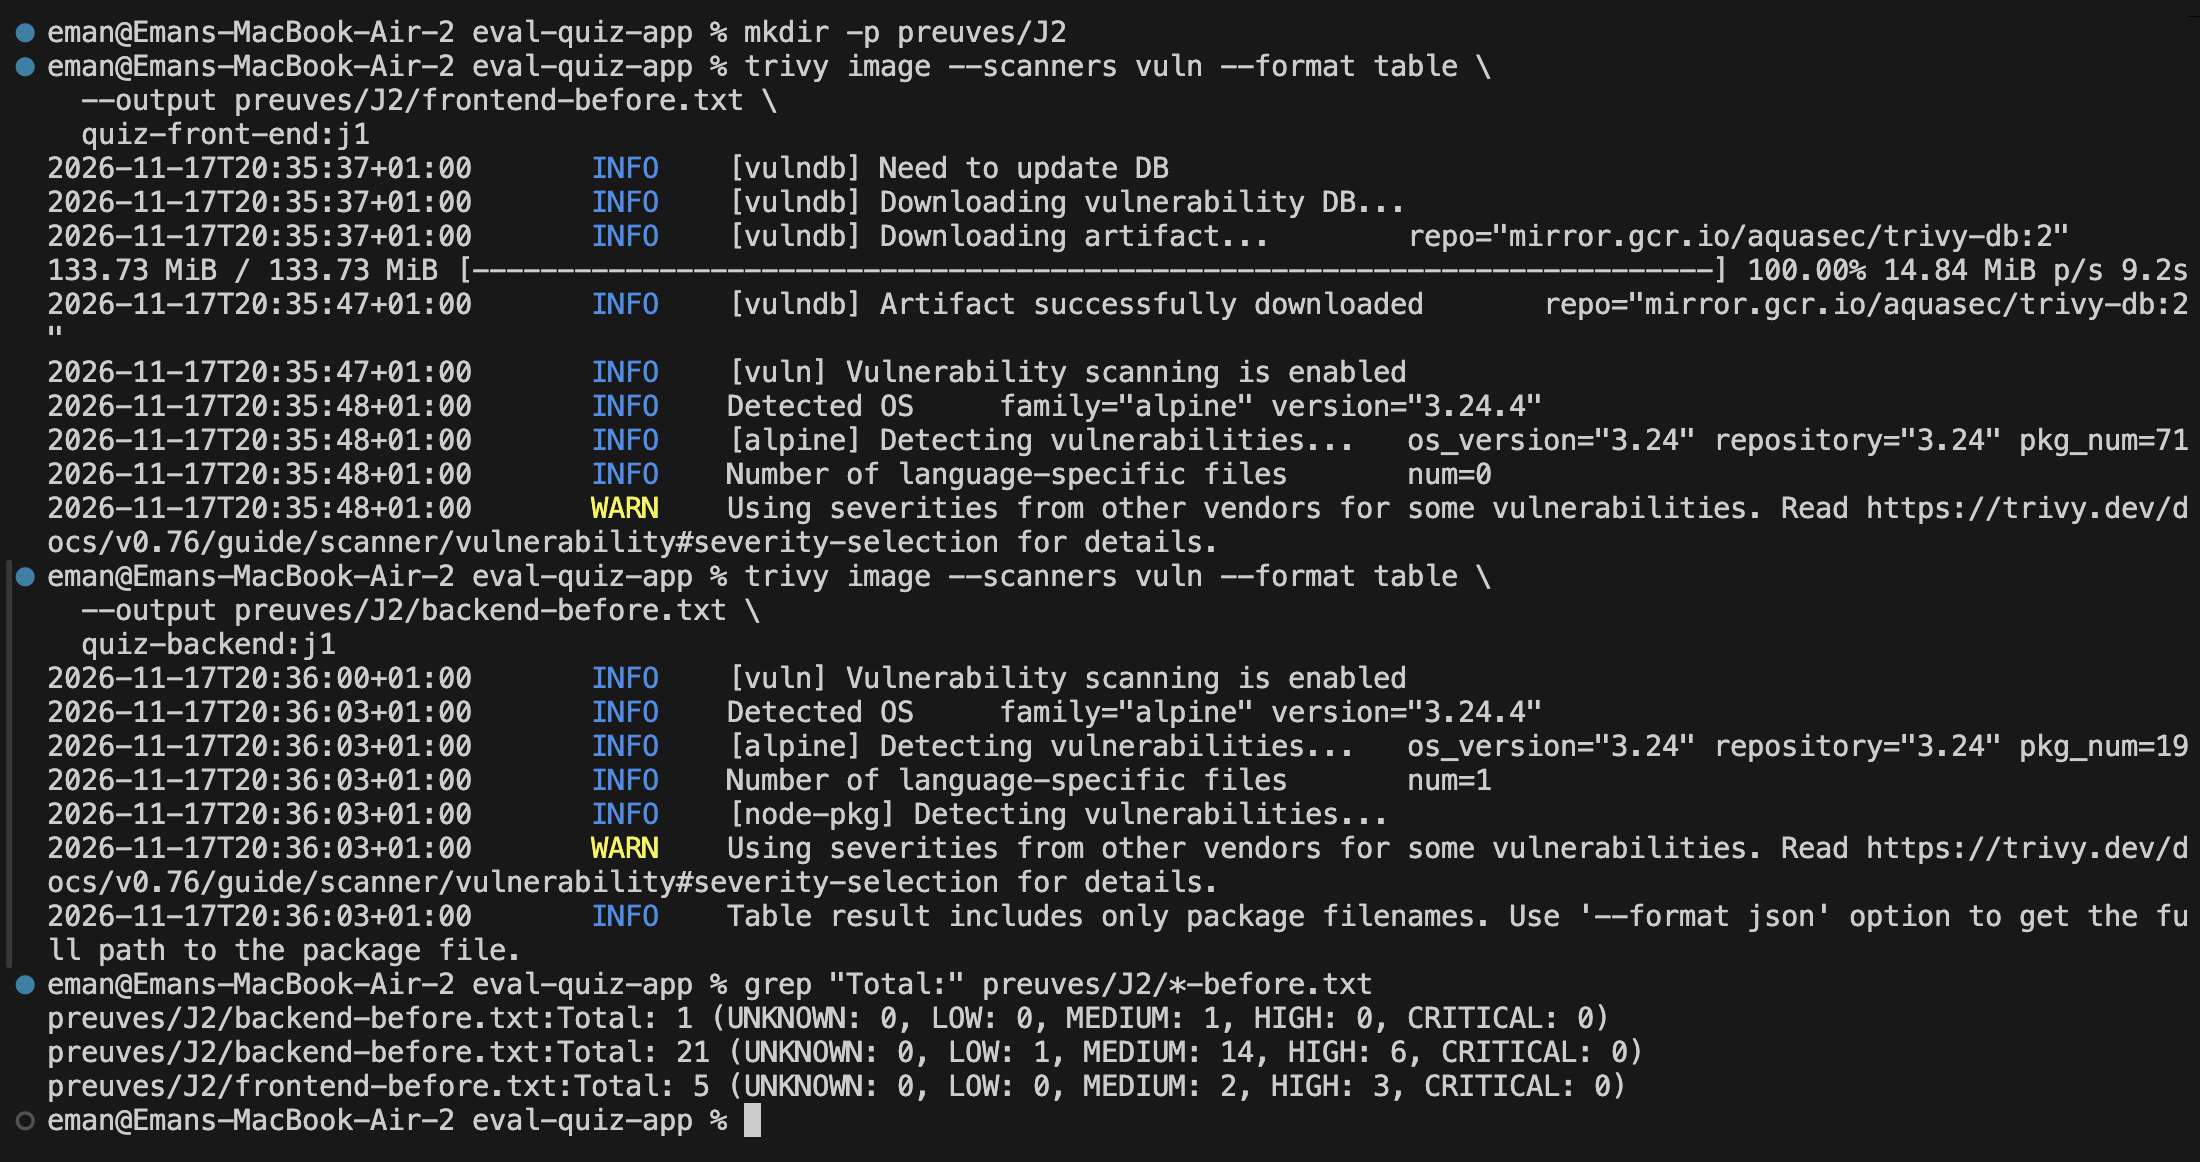 eman@Emans-MacBook-Air-2 eval-quiz-app % mkdir -p preuves/J2
eman@Emans-MacBook-Air-2 eval-quiz-app % trivy image --scanners vuln --format table \
  --output preuves/J2/frontend-before.txt \
  quiz-front-end:j1
2026-11-17T20:35:37+01:00       INFO    [vulndb] Need to update DB
2026-11-17T20:35:37+01:00       INFO    [vulndb] Downloading vulnerability DB...
2026-11-17T20:35:37+01:00       INFO    [vulndb] Downloading artifact...        repo="mirror.gcr.io/aquasec/trivy-db:2"
133.73 MiB / 133.73 MiB [-------------------------------------------------------------------------] 100.00% 14.84 MiB p/s 9.2s
2026-11-17T20:35:47+01:00       INFO    [vulndb] Artifact successfully downloaded       repo="mirror.gcr.io/aquasec/trivy-db:2
"
2026-11-17T20:35:47+01:00       INFO    [vuln] Vulnerability scanning is enabled
2026-11-17T20:35:48+01:00       INFO    Detected OS     family="alpine" version="3.24.4"
2026-11-17T20:35:48+01:00       INFO    [alpine] Detecting vulnerabilities...   os_version="3.24" repository="3.24" pkg_num=71
2026-11-17T20:35:48+01:00       INFO    Number of language-specific files       num=0
2026-11-17T20:35:48+01:00       WARN    Using severities from other vendors for some vulnerabilities. Read https://trivy.dev/d
ocs/v0.76/guide/scanner/vulnerability#severity-selection for details.
eman@Emans-MacBook-Air-2 eval-quiz-app % trivy image --scanners vuln --format table \
  --output preuves/J2/backend-before.txt \
  quiz-backend:j1
2026-11-17T20:36:00+01:00       INFO    [vuln] Vulnerability scanning is enabled
2026-11-17T20:36:03+01:00       INFO    Detected OS     family="alpine" version="3.24.4"
2026-11-17T20:36:03+01:00       INFO    [alpine] Detecting vulnerabilities...   os_version="3.24" repository="3.24" pkg_num=19
2026-11-17T20:36:03+01:00       INFO    Number of language-specific files       num=1
2026-11-17T20:36:03+01:00       INFO    [node-pkg] Detecting vulnerabilities...
2026-11-17T20:36:03+01:00       WARN    Using severities from other vendors for some vulnerabilities. Read https://trivy.dev/d
ocs/v0.76/guide/scanner/vulnerability#severity-selection for details.
2026-11-17T20:36:03+01:00       INFO    Table result includes only package filenames. Use '--format json' option to get the fu
ll path to the package file.
eman@Emans-MacBook-Air-2 eval-quiz-app % grep "Total:" preuves/J2/*-before.txt
preuves/J2/backend-before.txt:Total: 1 (UNKNOWN: 0, LOW: 0, MEDIUM: 1, HIGH: 0, CRITICAL: 0)
preuves/J2/backend-before.txt:Total: 21 (UNKNOWN: 0, LOW: 1, MEDIUM: 14, HIGH: 6, CRITICAL: 0)
preuves/J2/frontend-before.txt:Total: 5 (UNKNOWN: 0, LOW: 0, MEDIUM: 2, HIGH: 3, CRITICAL: 0)
eman@Emans-MacBook-Air-2 eval-quiz-app %